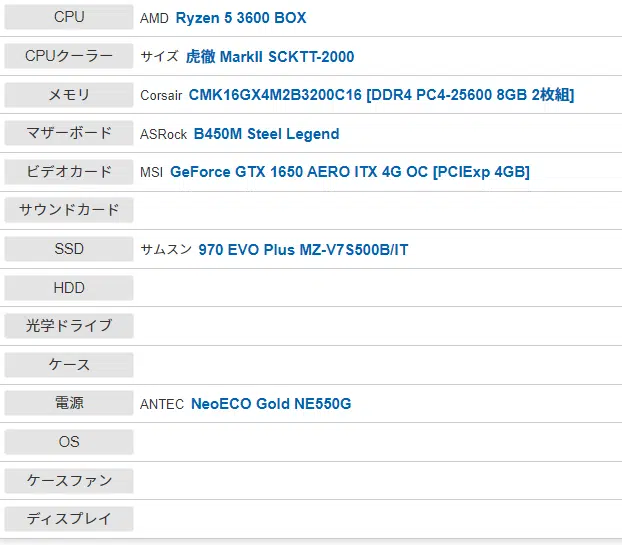 CPU AMD Ryzen 5 3600 BOX
CPUクーラー サイズ 虎徹 MarkII SCKTT-2000
メモリ Corsair CMK16GX4M2B3200C16 [DDR4 PC4-25600 8GB 2枚組]
マザーボード ASRock B450M Steel Legend
ビデオカード MSI GeForce GTX 1650 AERO ITX 4G OC [PCIExp 4GB]
サウンドカード
SSD サムスン 970 EVO Plus MZ-V7S500B/IT
HDD
光学ドライブ
ケース
電源 ANTEC NeoECO Gold NE550G
OS
ケースファン
ディスプレイ